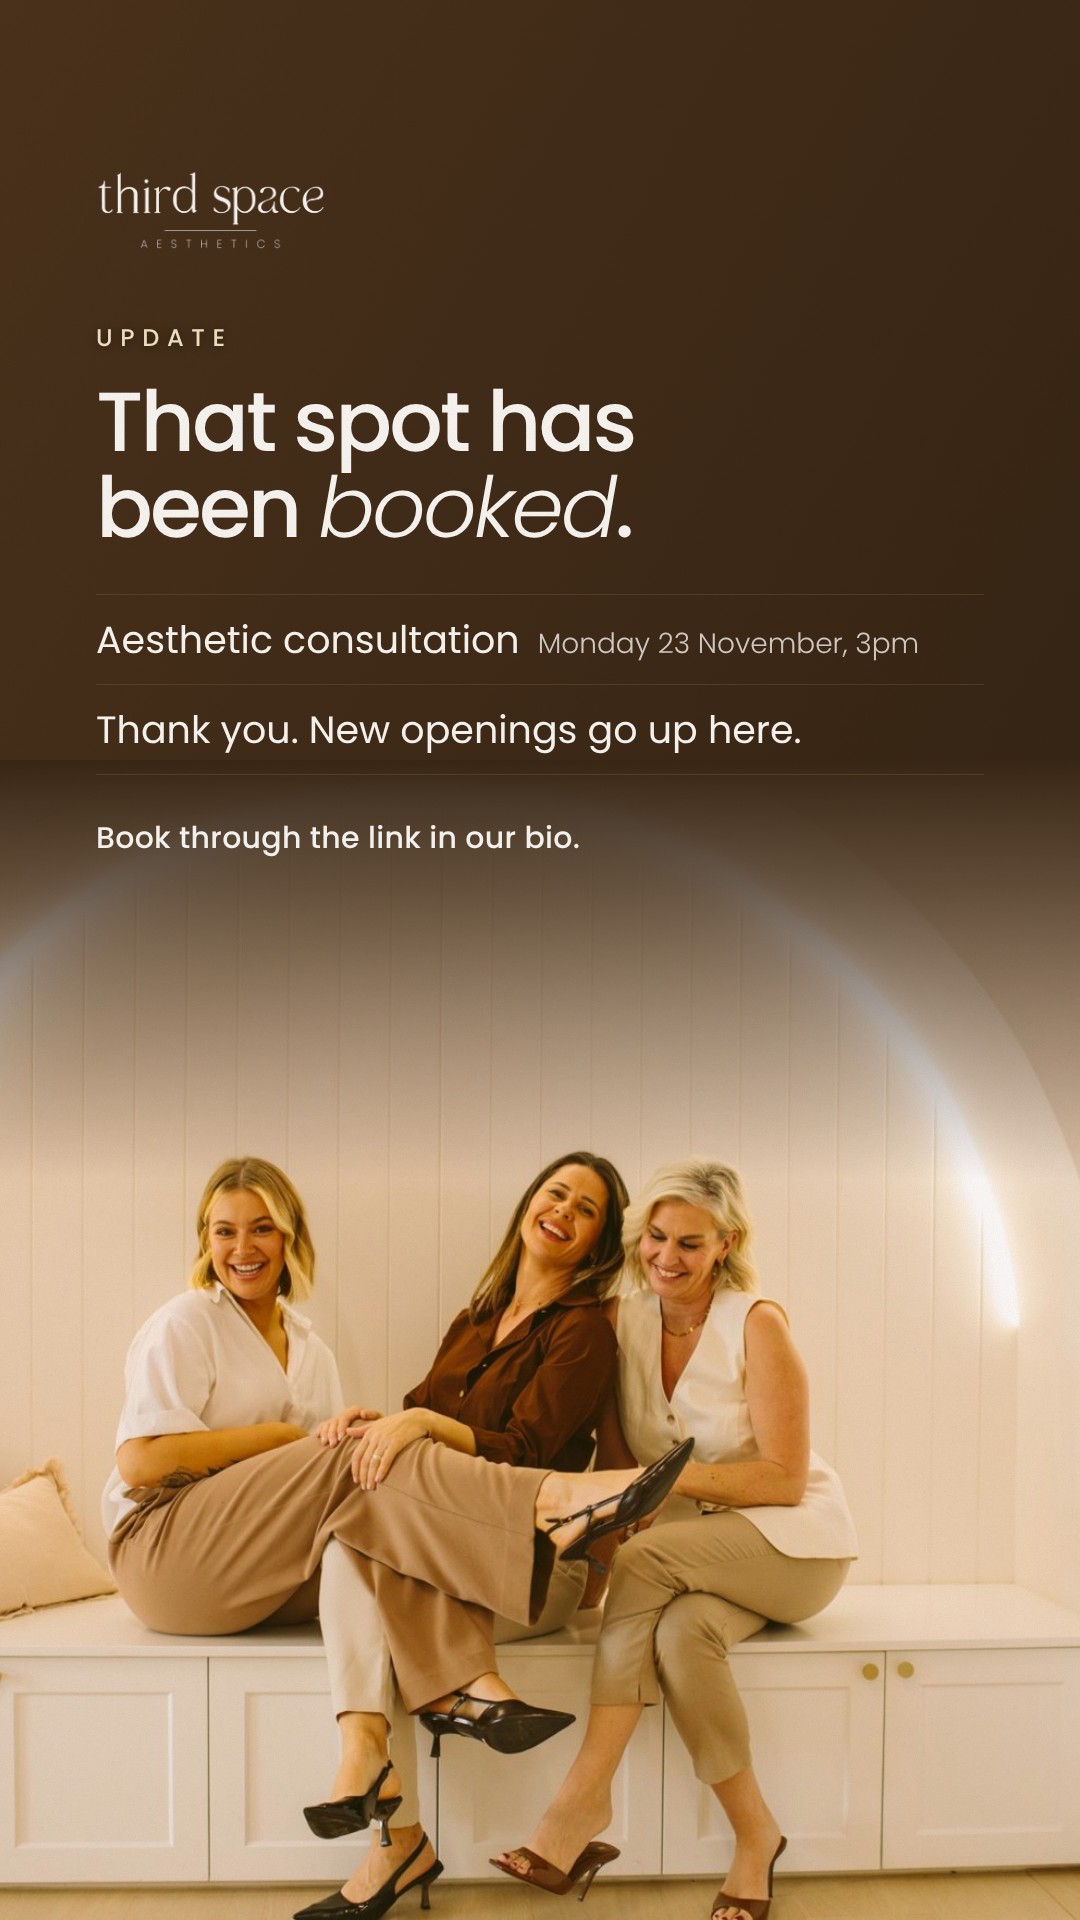 third space
AESTHETICS
UPDATE
That spot has
been booked.
Aesthetic consultation Monday 23 November, 3pm
Thank you. New openings go up here.
Book through the link in our bio.